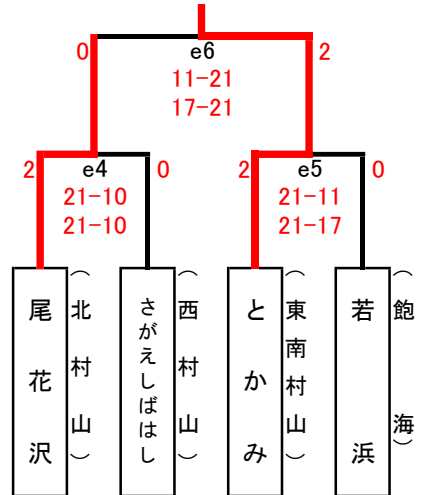 0 e6 2
11-21
17-21
2 e4 0
21-10
21-10
2 e5 0
21-11
21-17
尾花沢
(北村山)
さがえしばはし
(西村山)
とかみ
(東南村山)
若浜
(飽海)